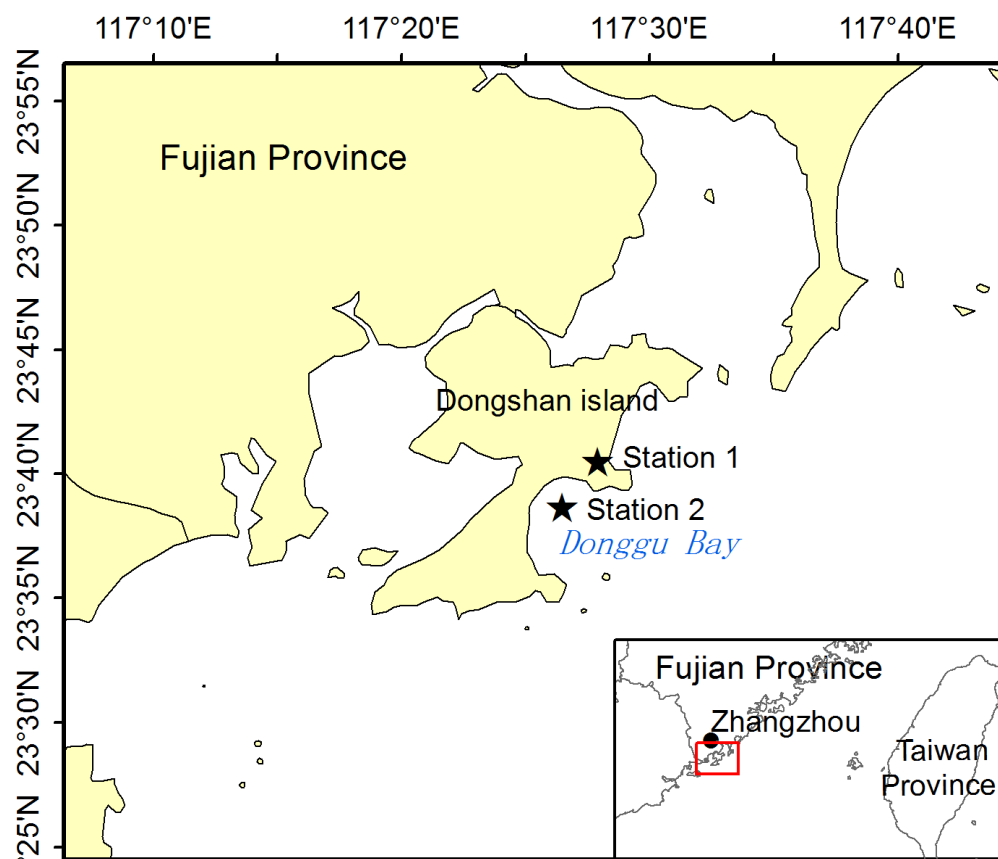 117°10'E
117°20'E
117°30'E
117°40'E
23°55'N
23°50'N
23°45'N
23°40'N
23°35'N
23°30'N
23°25'N
Fujian Province
Dongshan island
Station 1
Station 2
Donggu Bay
Fujian Province
Zhangzhou
Taiwan
Province